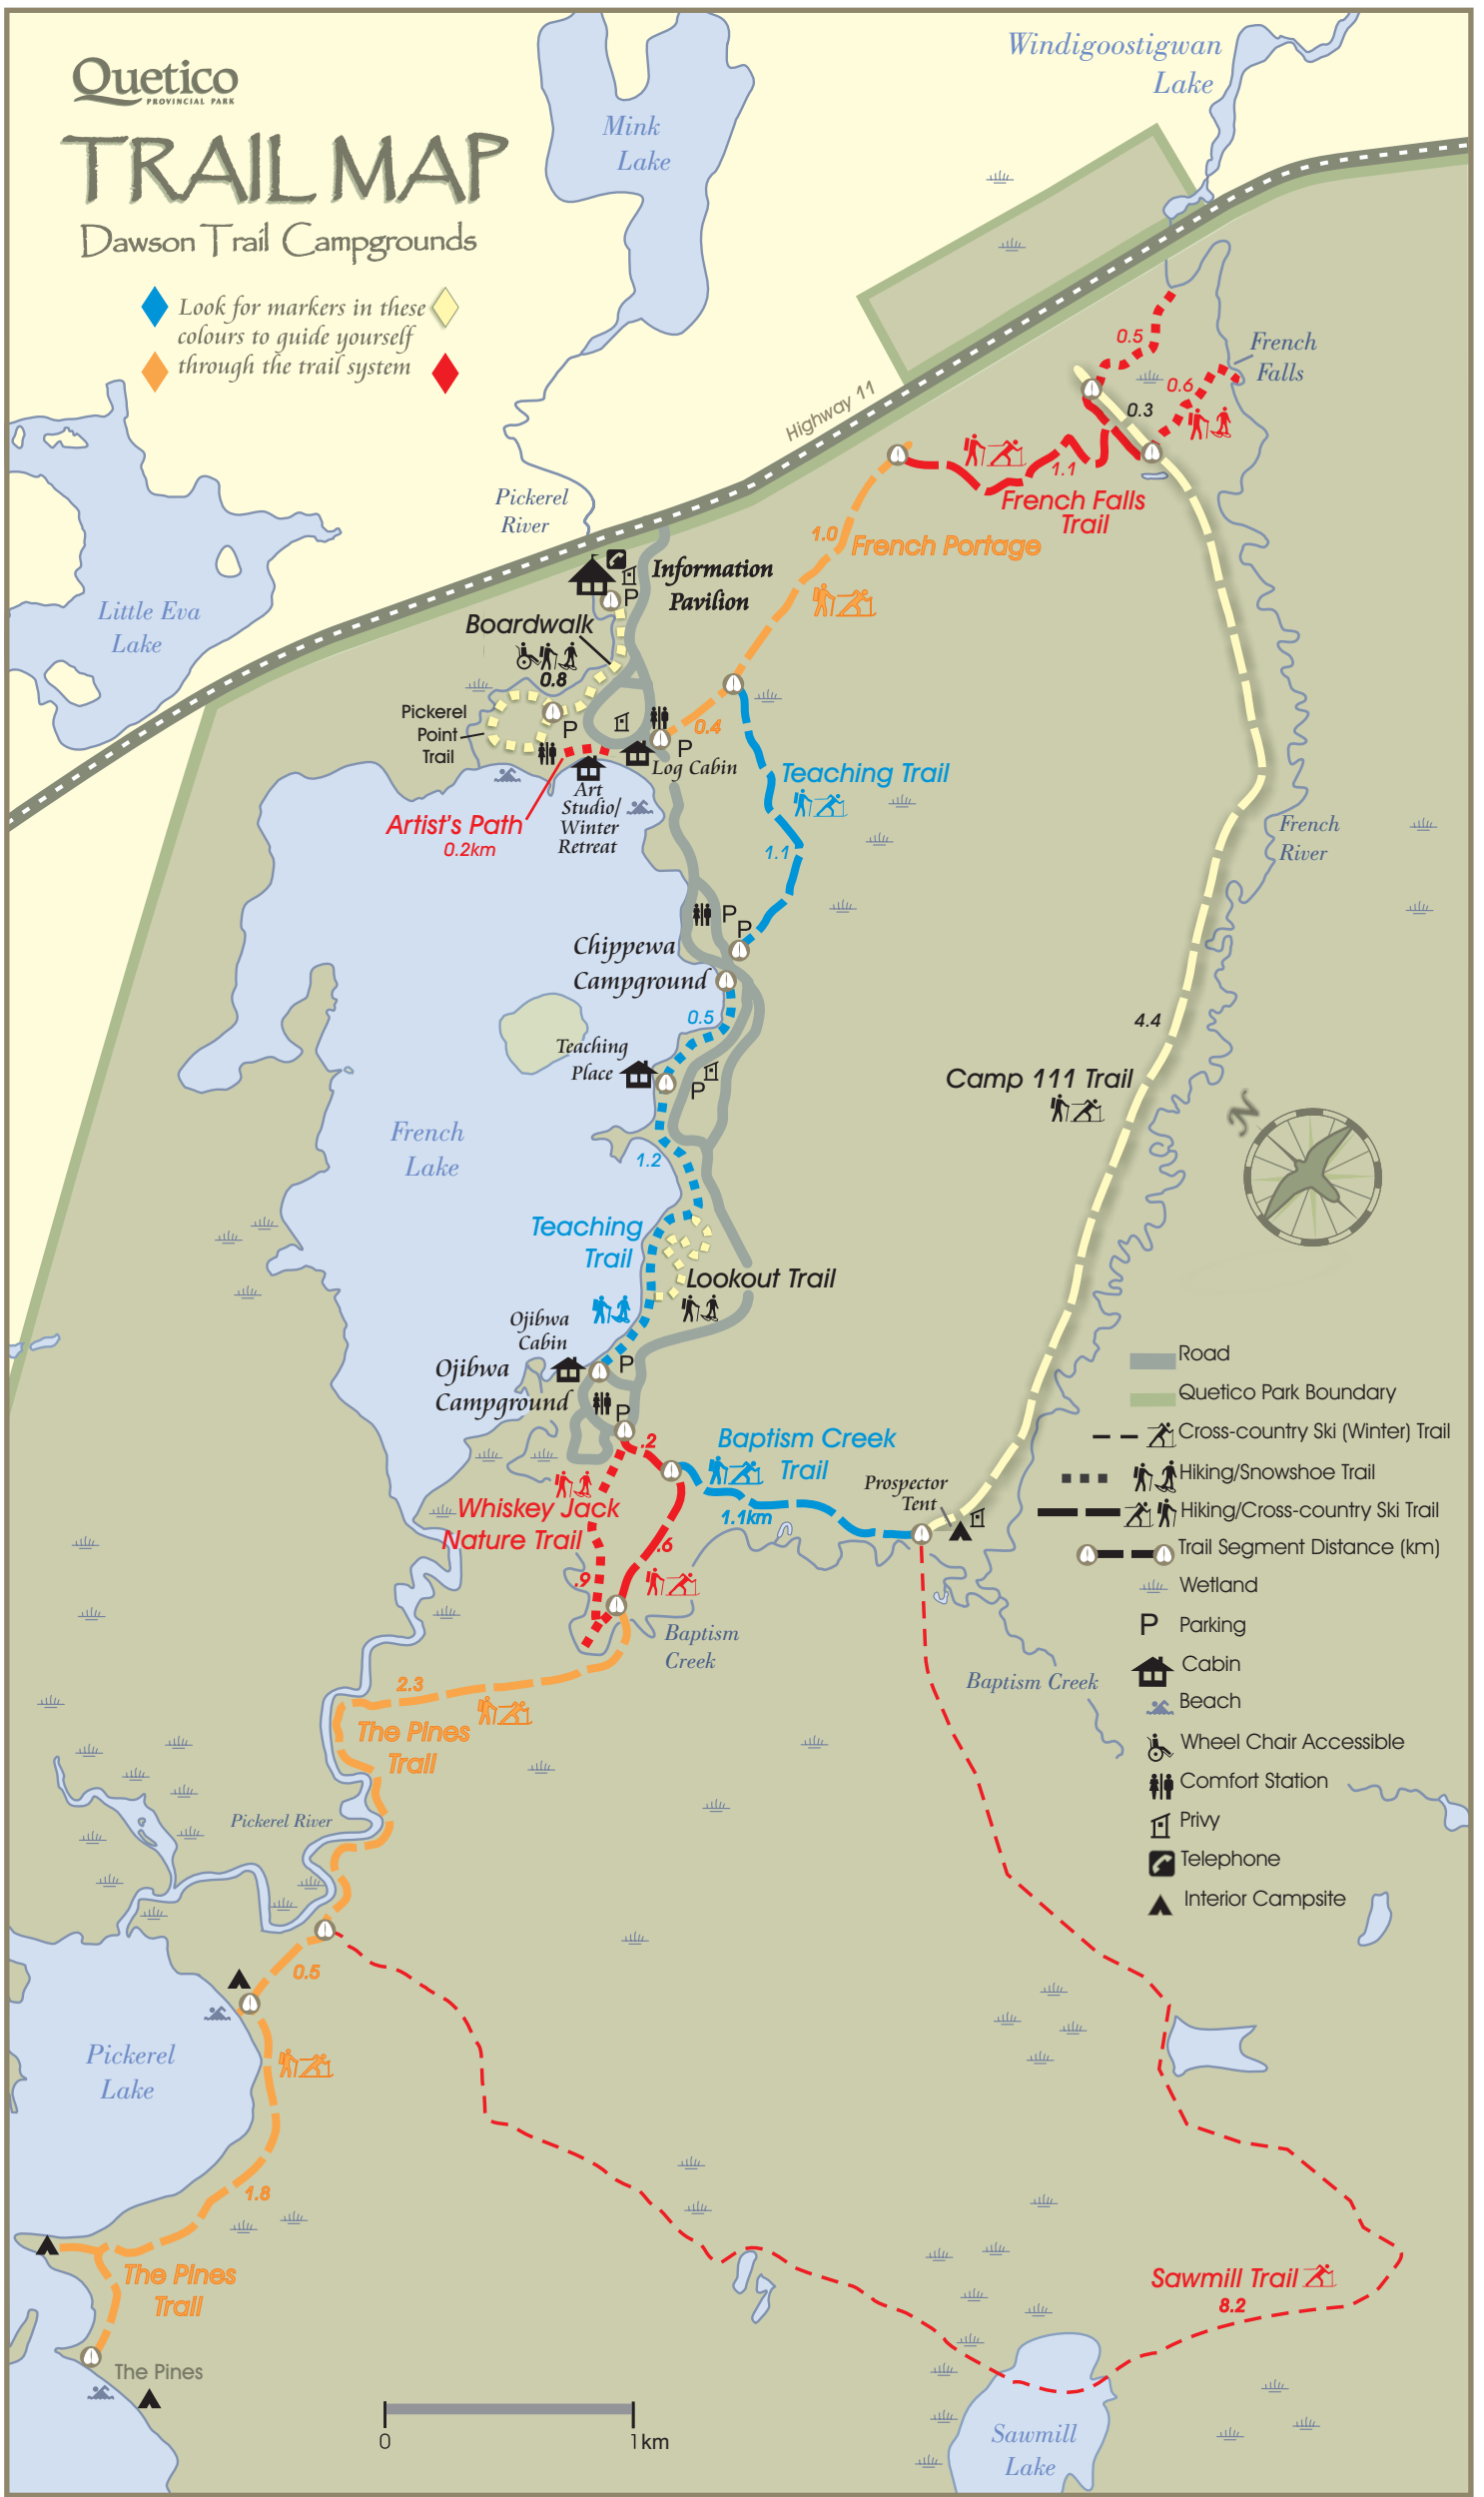 Quetico
PROVINCIAL PARK
TRAIL MAP
Dawson Trail Campgrounds
Look for markers in these
colours to guide yourself
through the trail system
Mink
Lake
Windigoostigwan
Lake
French
Falls
0.5
0.6
0.3
Highway 11
1.1
French Falls
Trail
Pickerel
River
1.0
French Portage
Little Eva
Lake
Information
Pavilion
P
Boardwalk
0.8
Pickerel
Point
Trail
P
0.4
P
Log Cabin
Art
Studio/
Winter
Retreat
Artist's Path
0.2km
Teaching Trail
1.1
French
River
P
P
Chippewa
Campground
0.5
Teaching
Place
P
4.4
Camp 111 Trail
N
French
Lake
1.2
Teaching
Trail
Lookout Trail
Ojibwa
Cabin
P
Ojibwa
Campground
P
.2
Baptism Creek
Trail
1.1km
Prospector
Tent
Whiskey Jack
Nature Trail
.6
.9
Baptism
Creek
Baptism Creek
Road
Quetico Park Boundary
Cross-country Ski (Winter) Trail
Hiking/Snowshoe Trail
Hiking/Cross-country Ski Trail
Trail Segment Distance (km)
Wetland
P Parking
Cabin
Beach
Wheel Chair Accessible
Comfort Station
Privy
Telephone
Interior Campsite
2.3
The Pines
Trail
Pickerel River
0.5
Pickerel
Lake
1.8
The Pines
Trail
The Pines
Sawmill Trail
8.2
0
1km
Sawmill
Lake